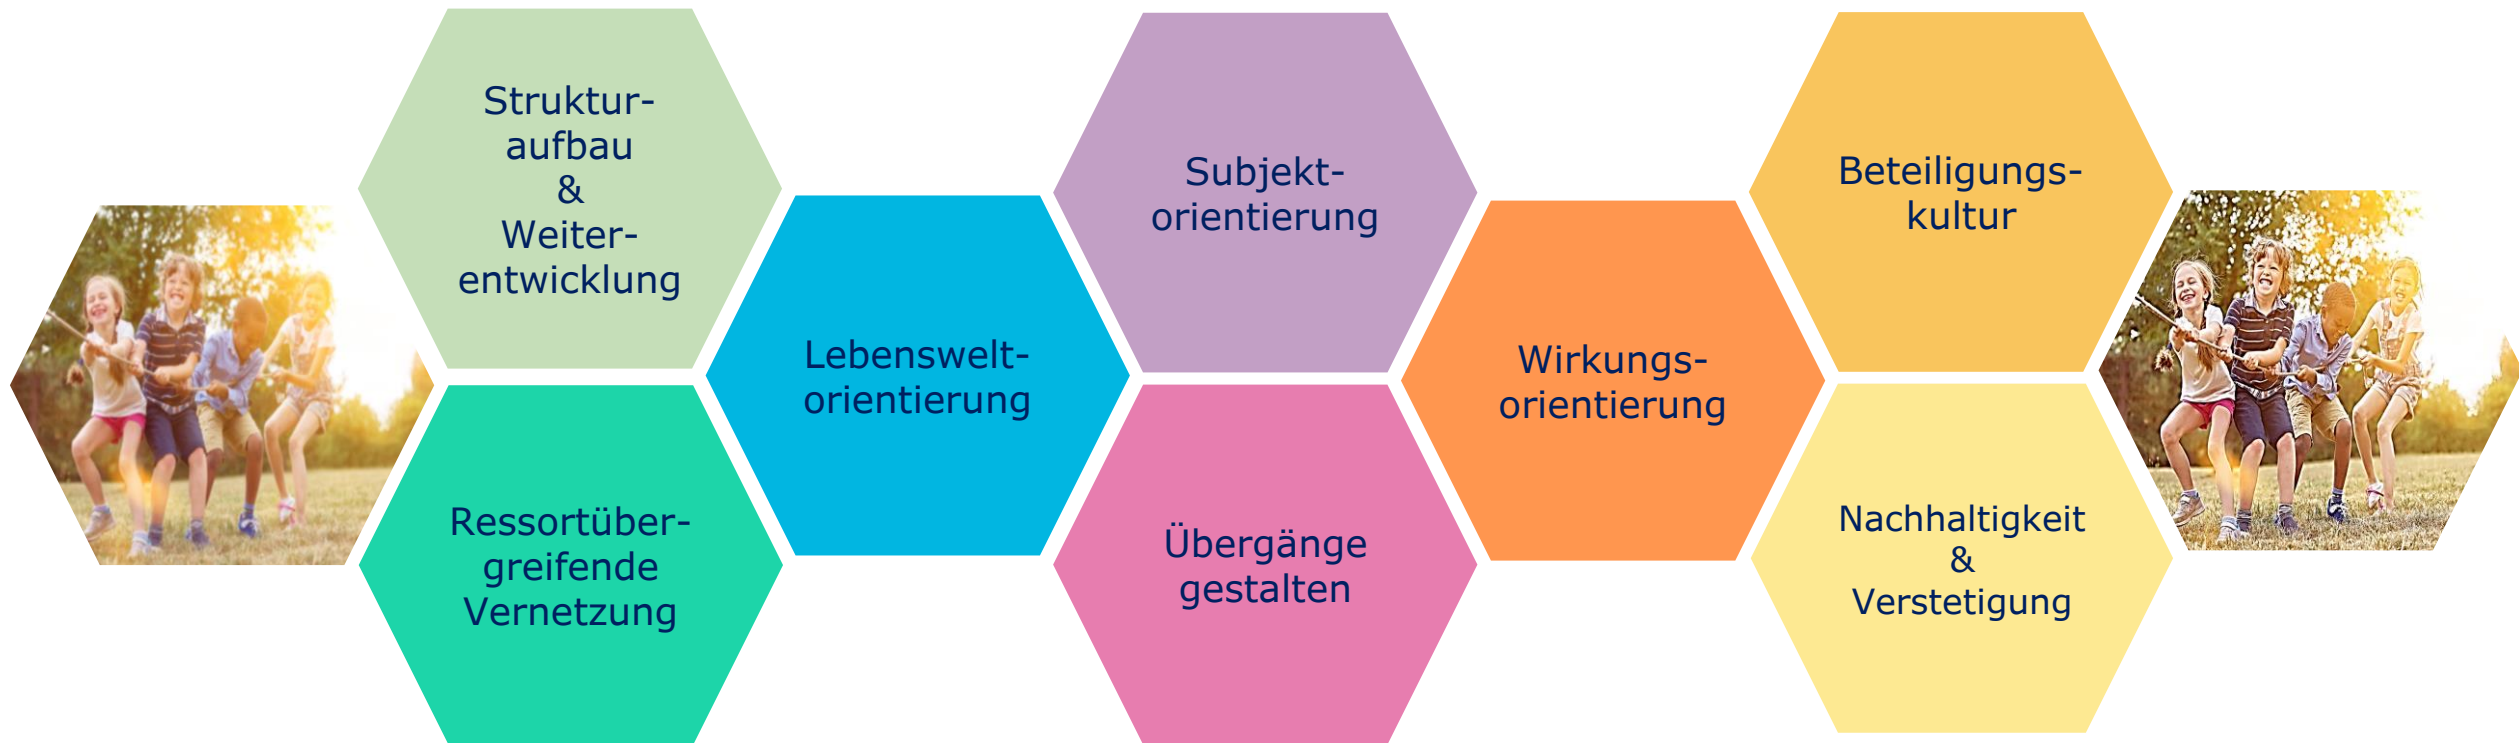 Struktur-
aufbau
&
Weiter-
entwicklung
Ressortüber-
greifende
Vernetzung
Lebenswelt-
orientierung
Subjekt-
orientierung
Übergänge
gestalten
Wirkungs-
orientierung
Beteiligungs-
kultur
Nachhaltigkeit
&
Verstetigung